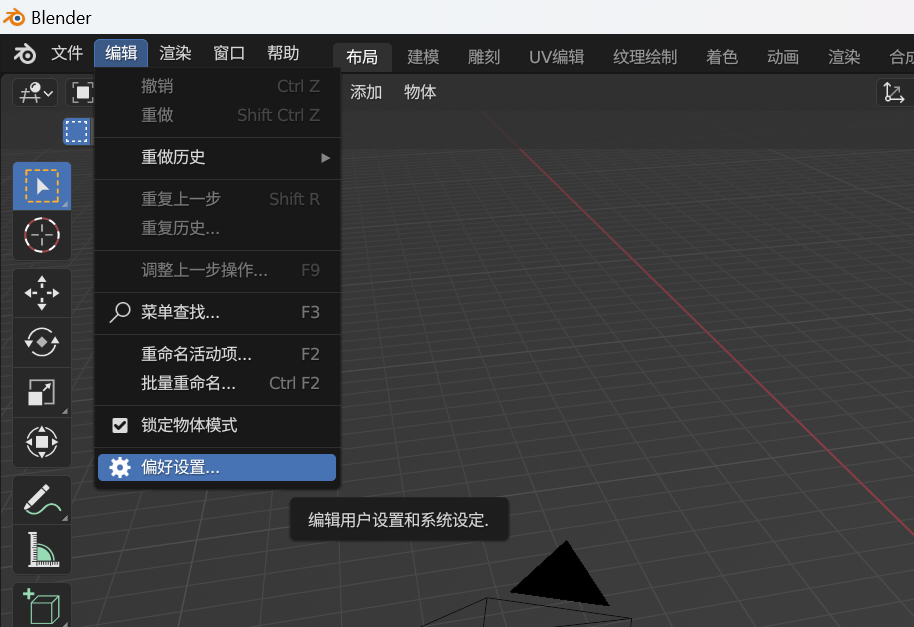 Blender
文件 编辑 渲染 窗口 帮助 布局 建模 雕刻 UV编辑 纹理绘制 着色 动画 渲染 合成
添加 物体
撤销 Ctrl Z
重做 Shift Ctrl Z
重做历史
重复上一步 Shift R
重复历史...
调整上一步操作... F9
菜单查找... F3
重命名活动项... F2
批量重命名... Ctrl F2
锁定物体模式
偏好设置...
编辑用户设置和系统设定.